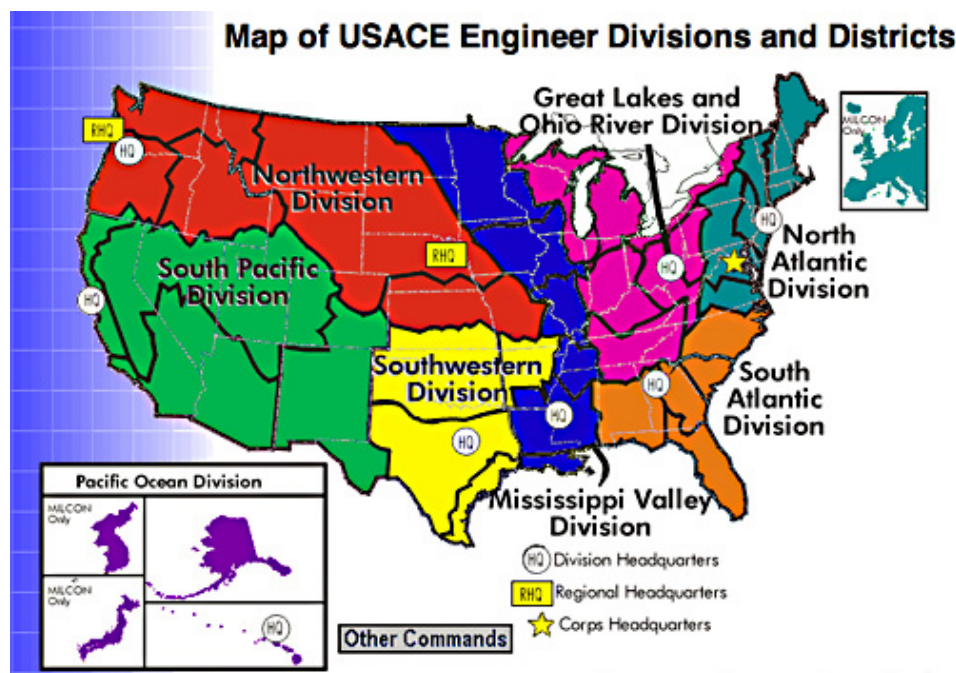 Map of USACE Engineer Divisions and Districts
Great Lakes and
Ohio River Division
MILCON
Only
RHQ
HQ
Northwestern
Division
HQ
North
Atlantic
Division
RHQ
HQ
South Pacific
Division
HQ
Southwestern
Division
HQ
South
Atlantic
Division
HQ
HQ
Mississippi Valley
Division
Pacific Ocean Division
MILCON
Only
MILCON
Only
HQ
HQ Division Headquarters
RHQ Regional Headquarters
Corps Headquarters
Other Commands